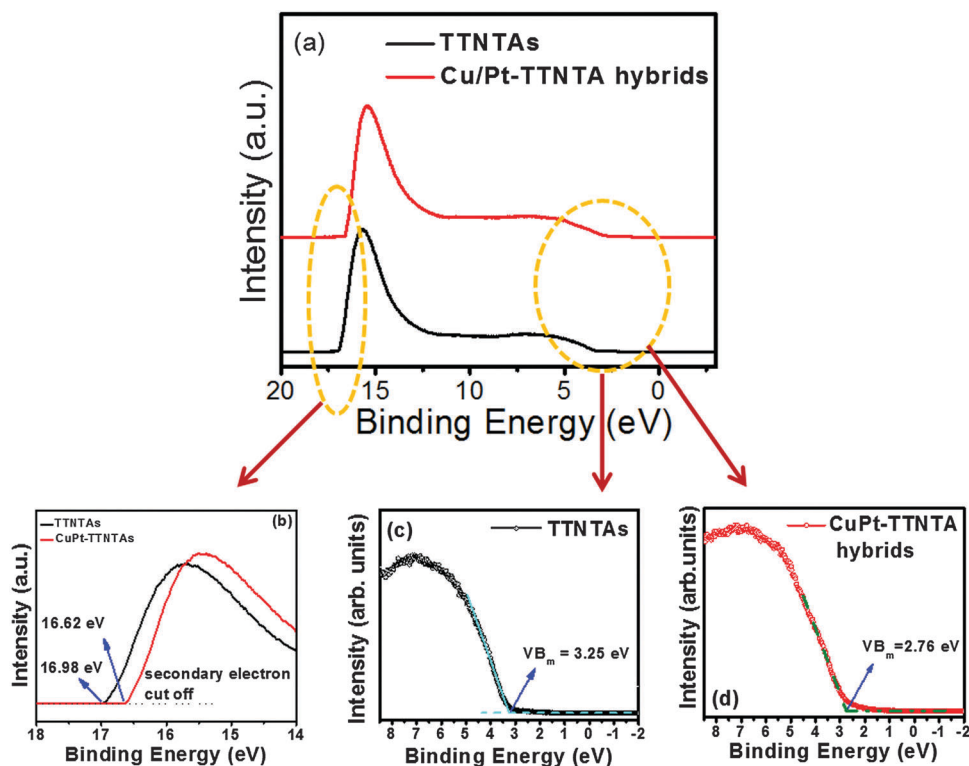 (a)
TTNTAs
Cu/Pt-TTNTA hybrids
Intensity (a.u.)
20 15 10 5 0
Binding Energy (eV)
(b)
TTNTAs
CuPt-TTNTAs
Intensity (a.u.)
16.62 eV
16.98 eV
secondary electron
cut off
18 17 16 15 14
Binding Energy (eV)
(c)
TTNTAs
Intensity (arb. units)
VBm = 3.25 eV
8 7 6 5 4 3 2 1 0 -1 -2
Binding Energy (eV)
CuPt-TTNTA
hybrids
Intensity (arb.units)
VBm=2.76 eV
(d)
8 7 6 5 4 3 2 1 0 -1 -2
Binding Energy (eV)